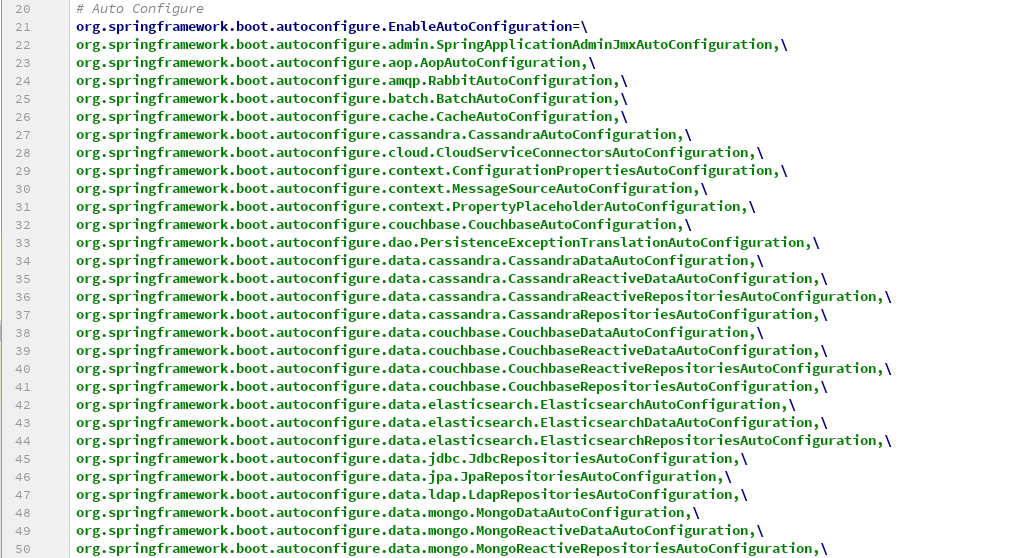 20 # Auto Configure
21 org.springframework.boot.autoconfigure.EnableAutoConfiguration=\
22 org.springframework.boot.autoconfigure.admin.SpringApplicationAdminJmxAutoConfiguration,\
23 org.springframework.boot.autoconfigure.aop.AopAutoConfiguration,\
24 org.springframework.boot.autoconfigure.amqp.RabbitAutoConfiguration,\
25 org.springframework.boot.autoconfigure.batch.BatchAutoConfiguration,\
26 org.springframework.boot.autoconfigure.cache.CacheAutoConfiguration,\
27 org.springframework.boot.autoconfigure.cassandra.CassandraAutoConfiguration,\
28 org.springframework.boot.autoconfigure.cloud.CloudServiceConnectorsAutoConfiguration,\
29 org.springframework.boot.autoconfigure.context.ConfigurationPropertiesAutoConfiguration,\
30 org.springframework.boot.autoconfigure.context.MessageSourceAutoConfiguration,\
31 org.springframework.boot.autoconfigure.context.PropertyPlaceholderAutoConfiguration,\
32 org.springframework.boot.autoconfigure.couchbase.CouchbaseAutoConfiguration,\
33 org.springframework.boot.autoconfigure.dao.PersistenceExceptionTranslationAutoConfiguration,\
34 org.springframework.boot.autoconfigure.data.cassandra.CassandraDataAutoConfiguration,\
35 org.springframework.boot.autoconfigure.data.cassandra.CassandraReactiveDataAutoConfiguration,\
36 org.springframework.boot.autoconfigure.data.cassandra.CassandraReactiveRepositoriesAutoConfiguration,\
37 org.springframework.boot.autoconfigure.data.cassandra.CassandraRepositoriesAutoConfiguration,\
38 org.springframework.boot.autoconfigure.data.couchbase.CouchbaseDataAutoConfiguration,\
39 org.springframework.boot.autoconfigure.data.couchbase.CouchbaseReactiveDataAutoConfiguration,\
40 org.springframework.boot.autoconfigure.data.couchbase.CouchbaseReactiveRepositoriesAutoConfiguration,\
41 org.springframework.boot.autoconfigure.data.couchbase.CouchbaseRepositoriesAutoConfiguration,\
42 org.springframework.boot.autoconfigure.data.elasticsearch.ElasticsearchAutoConfiguration,\
43 org.springframework.boot.autoconfigure.data.elasticsearch.ElasticsearchDataAutoConfiguration,\
44 org.springframework.boot.autoconfigure.data.elasticsearch.ElasticsearchRepositoriesAutoConfiguration,\
45 org.springframework.boot.autoconfigure.data.jdbc.JdbcRepositoriesAutoConfiguration,\
46 org.springframework.boot.autoconfigure.data.jpa.JpaRepositoriesAutoConfiguration,\
47 org.springframework.boot.autoconfigure.data.ldap.LdapRepositoriesAutoConfiguration,\
48 org.springframework.boot.autoconfigure.data.mongo.MongoDataAutoConfiguration,\
49 org.springframework.boot.autoconfigure.data.mongo.MongoReactiveDataAutoConfiguration,\
50 org.springframework.boot.autoconfigure.data.mongo.MongoReactiveRepositoriesAutoConfiguration,\